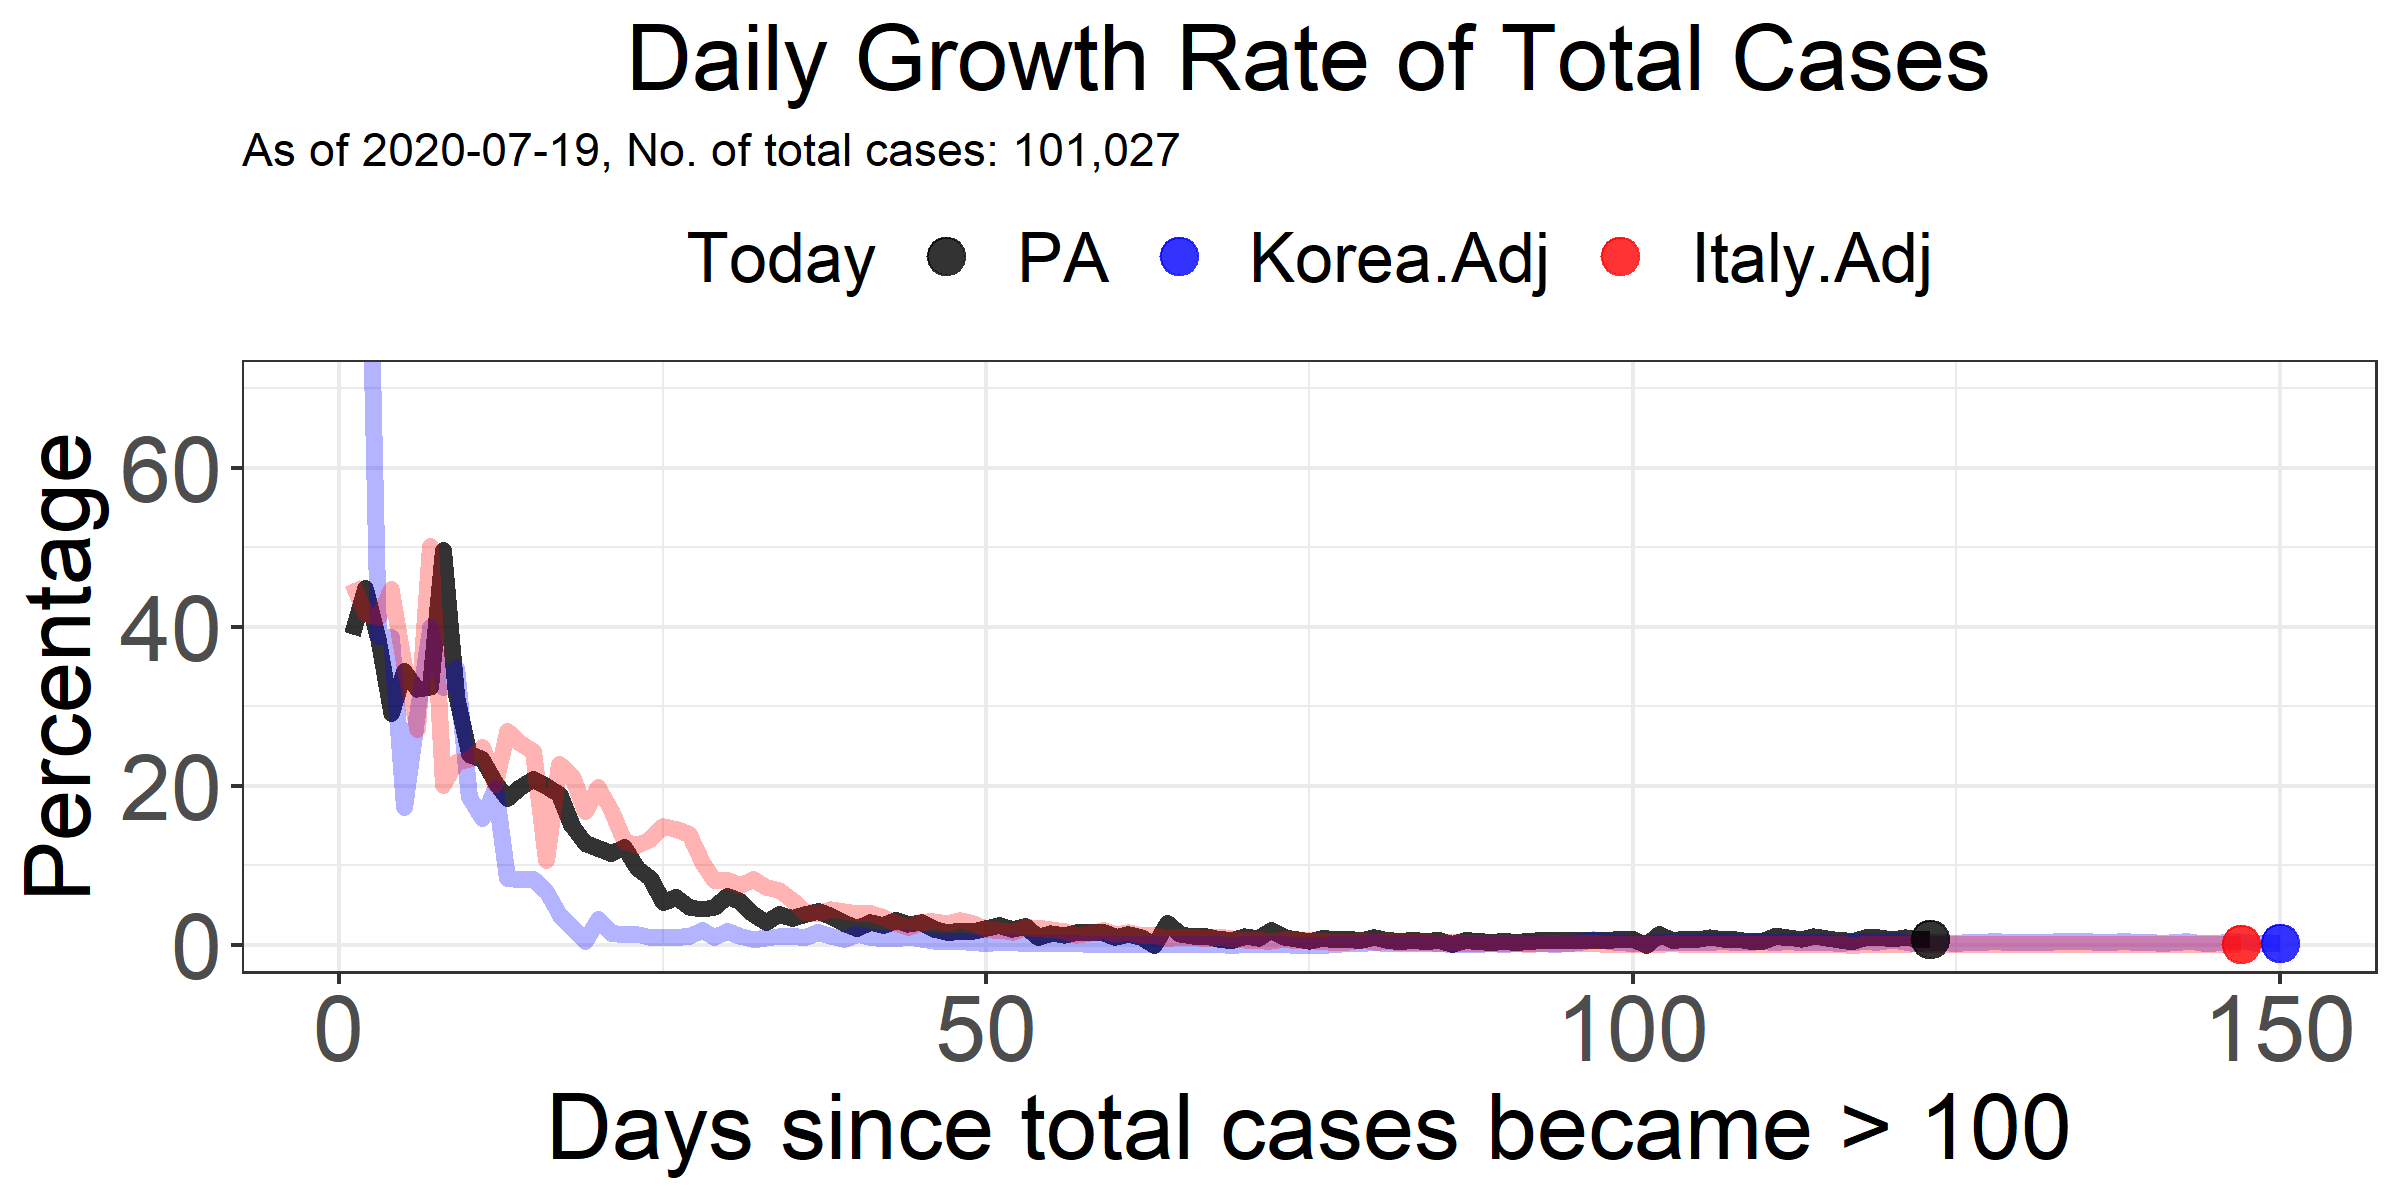 Daily Growth Rate of Total Cases
As of 2020-07-19, No. of total cases: 101,027
Today PA Korea.Adj Italy.Adj
Percentage
60
40
20
0
0 50 100 150
Days since total cases became > 100